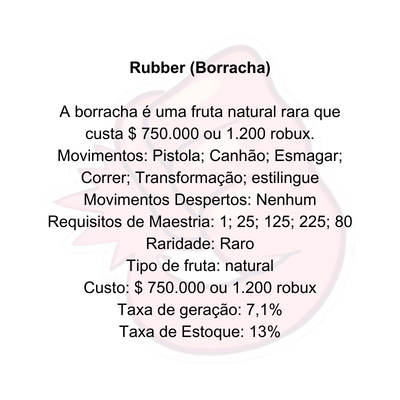 Rubber (Borracha)
A borracha é uma fruta natural rara que
custa $ 750.000 ou 1.200 robux.
Movimentos: Pistola; Canhão; Esmagar;
Correr; Transformação; estilingue
Movimentos Despertos: Nenhum
Requisitos de Maestria: 1; 25; 125; 225; 80
Raridade: Raro
Tipo de fruta: natural
Custo: $ 750.000 ou 1.200 robux
Taxa de geração: 7,1%
Taxa de Estoque: 13%